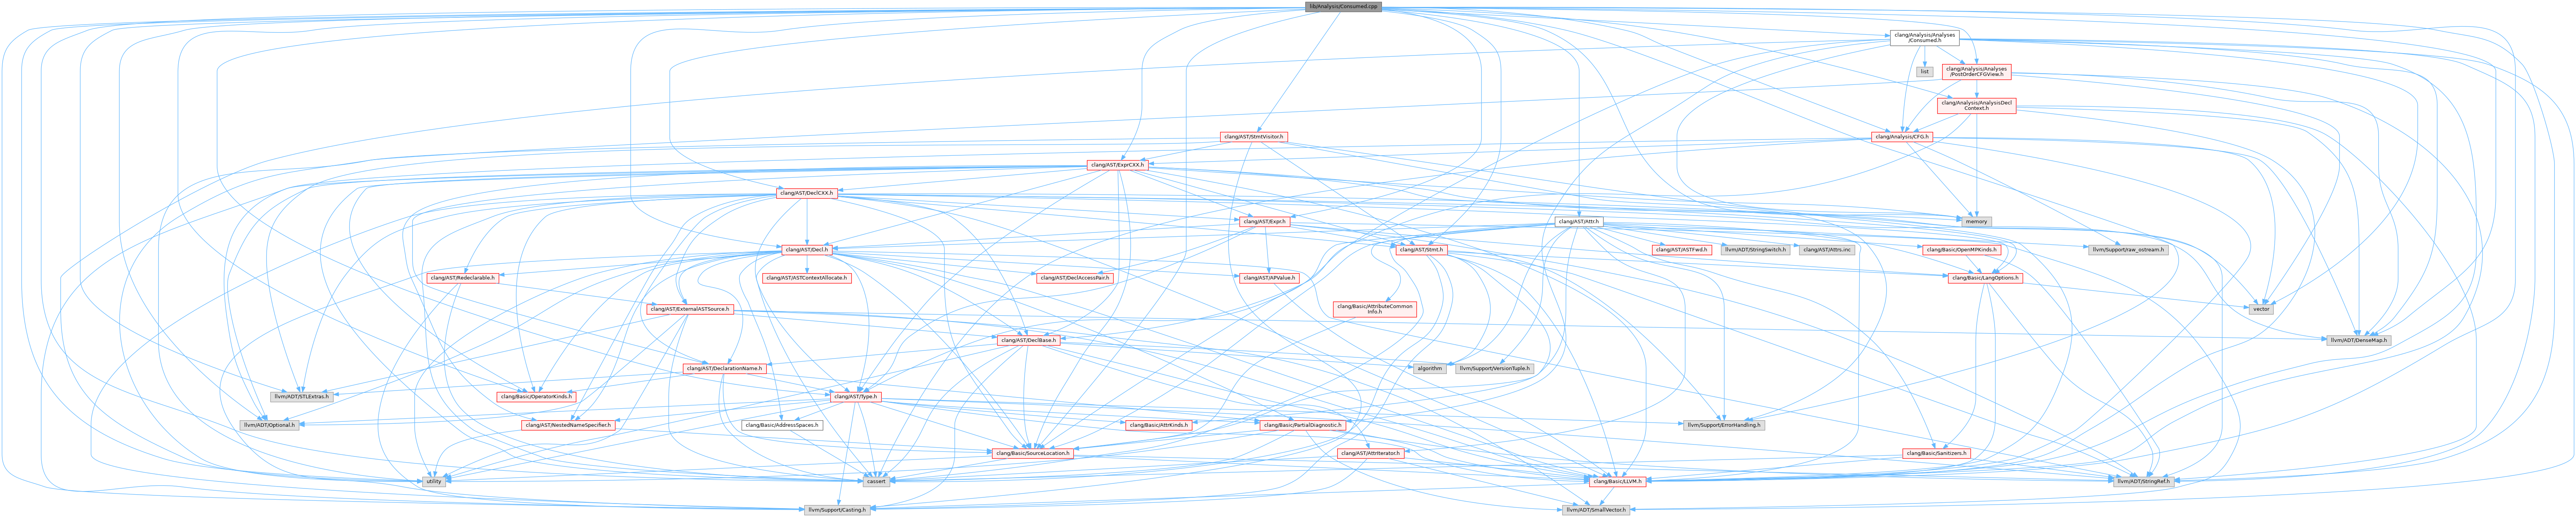 lib/Analysis/Consumed.cpp
clang/Analysis/Analyses
/Consumed.h
list
clang/Analysis/Analyses
/PostOrderCFGView.h
clang/Analysis/AnalysisDecl
Context.h
clang/AST/StmtVisitor.h
clang/Analysis/CFG.h
clang/AST/ExprCXX.h
clang/AST/DeclCXX.h
clang/AST/Expr.h
clang/AST/Attr.h
memory
clang/AST/Decl.h
clang/AST/Stmt.h
clang/AST/ASTFwd.h
llvm/ADT/StringSwitch.h
clang/AST/Attrs.inc
clang/Basic/OpenMPKinds.h
llvm/Support/raw_ostream.h
clang/AST/Redeclarable.h
clang/AST/ASTContextAllocate.h
clang/AST/DeclAccessPair.h
clang/AST/APValue.h
clang/Basic/LangOptions.h
clang/AST/ExternalASTSource.h
clang/Basic/AttributeCommon
Info.h
vector
clang/AST/DeclBase.h
llvm/ADT/DenseMap.h
clang/AST/DeclarationName.h
algorithm
llvm/Support/VersionTuple.h
llvm/ADT/STLExtras.h
clang/Basic/OperatorKinds.h
clang/AST/Type.h
llvm/ADT/Optional.h
clang/AST/NestedNameSpecifier.h
clang/Basic/AddressSpaces.h
clang/Basic/AttrKinds.h
clang/Basic/PartialDiagnostic.h
llvm/Support/ErrorHandling.h
clang/Basic/SourceLocation.h
clang/AST/AttrIterator.h
clang/Basic/Sanitizers.h
utility
cassert
clang/Basic/LLVM.h
llvm/ADT/StringRef.h
llvm/Support/Casting.h
llvm/ADT/SmallVector.h